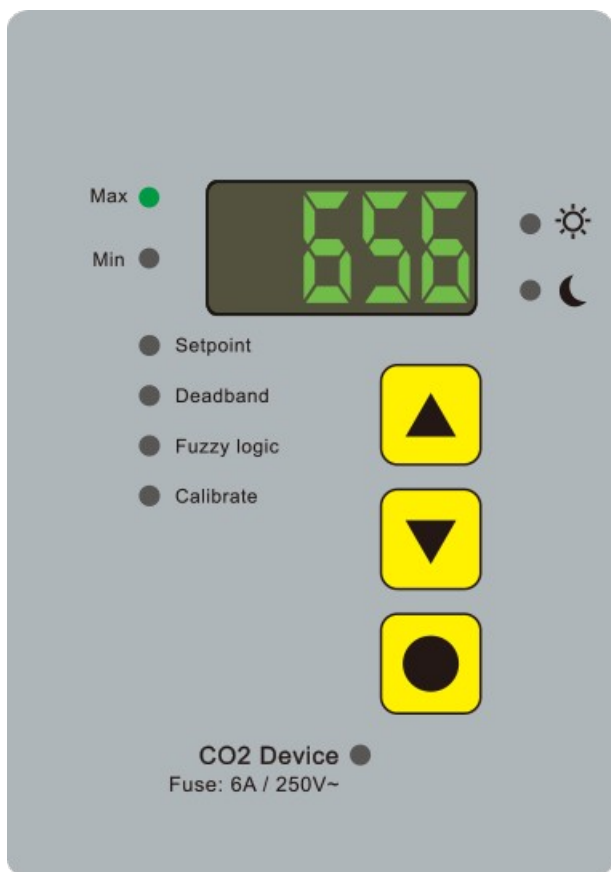 Max
656
Min
Setpoint
Deadband
Fuzzy logic
Calibrate
CO2 Device
Fuse: 6A / 250V~